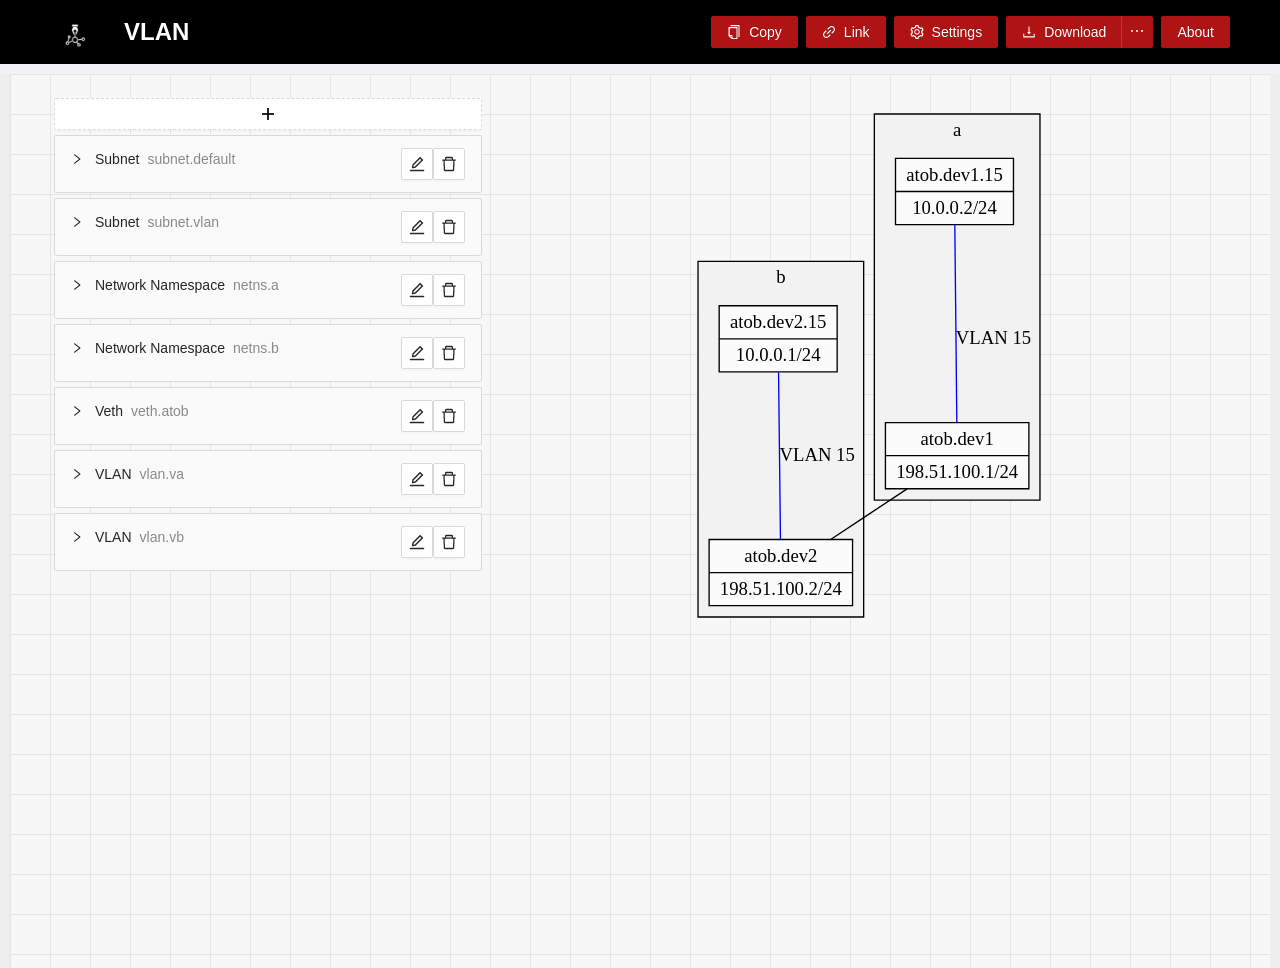 VLAN
Copy
Link
Settings
Download
About
Subnet subnet.default
Subnet subnet.vlan
Network Namespace netns.a
Network Namespace netns.b
Veth veth.atob
VLAN vlan.va
VLAN vlan.vb
a
atob.dev1.15
10.0.0.2/24
VLAN 15
atob.dev1
198.51.100.1/24
b
atob.dev2.15
10.0.0.1/24
VLAN 15
atob.dev2
198.51.100.2/24